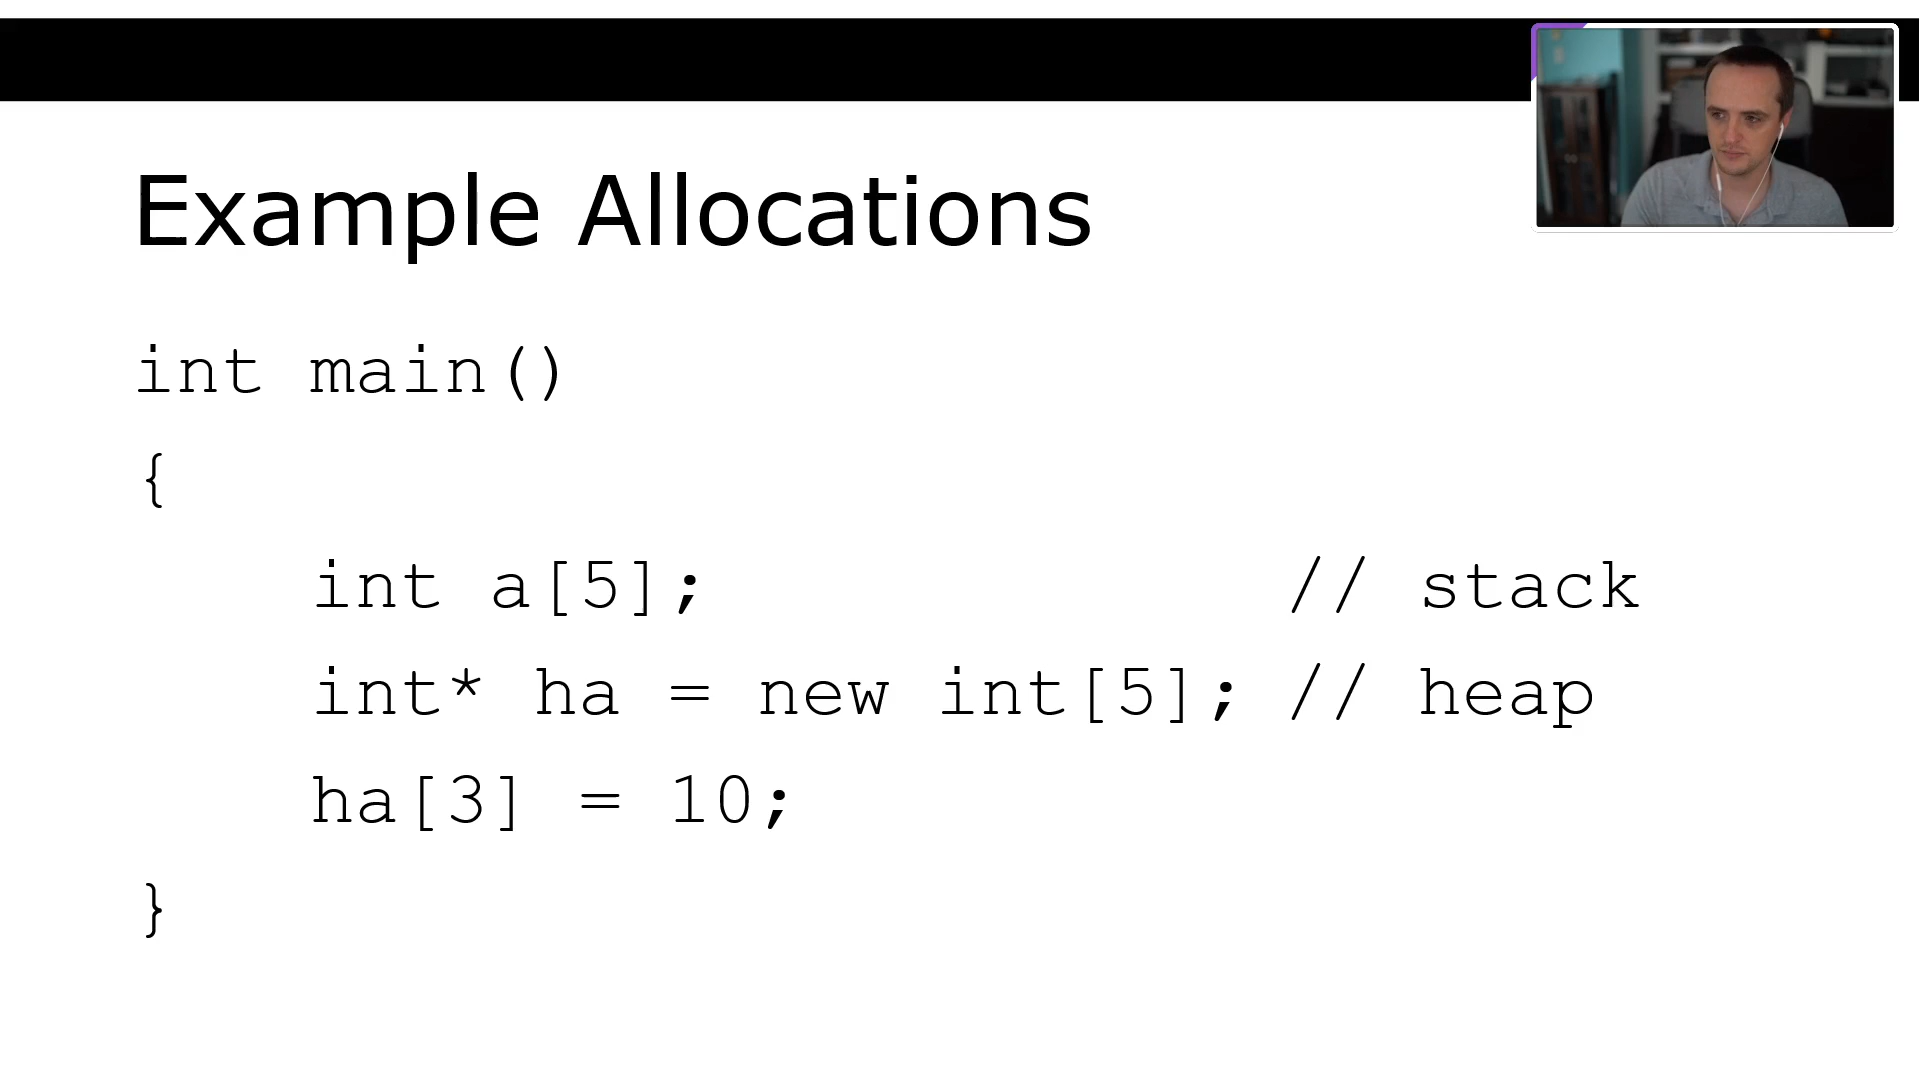 Example Allocations
int main()
{
int a[5]; // stack
int* ha = new int[5]; // heap
ha[3] = 10;
}